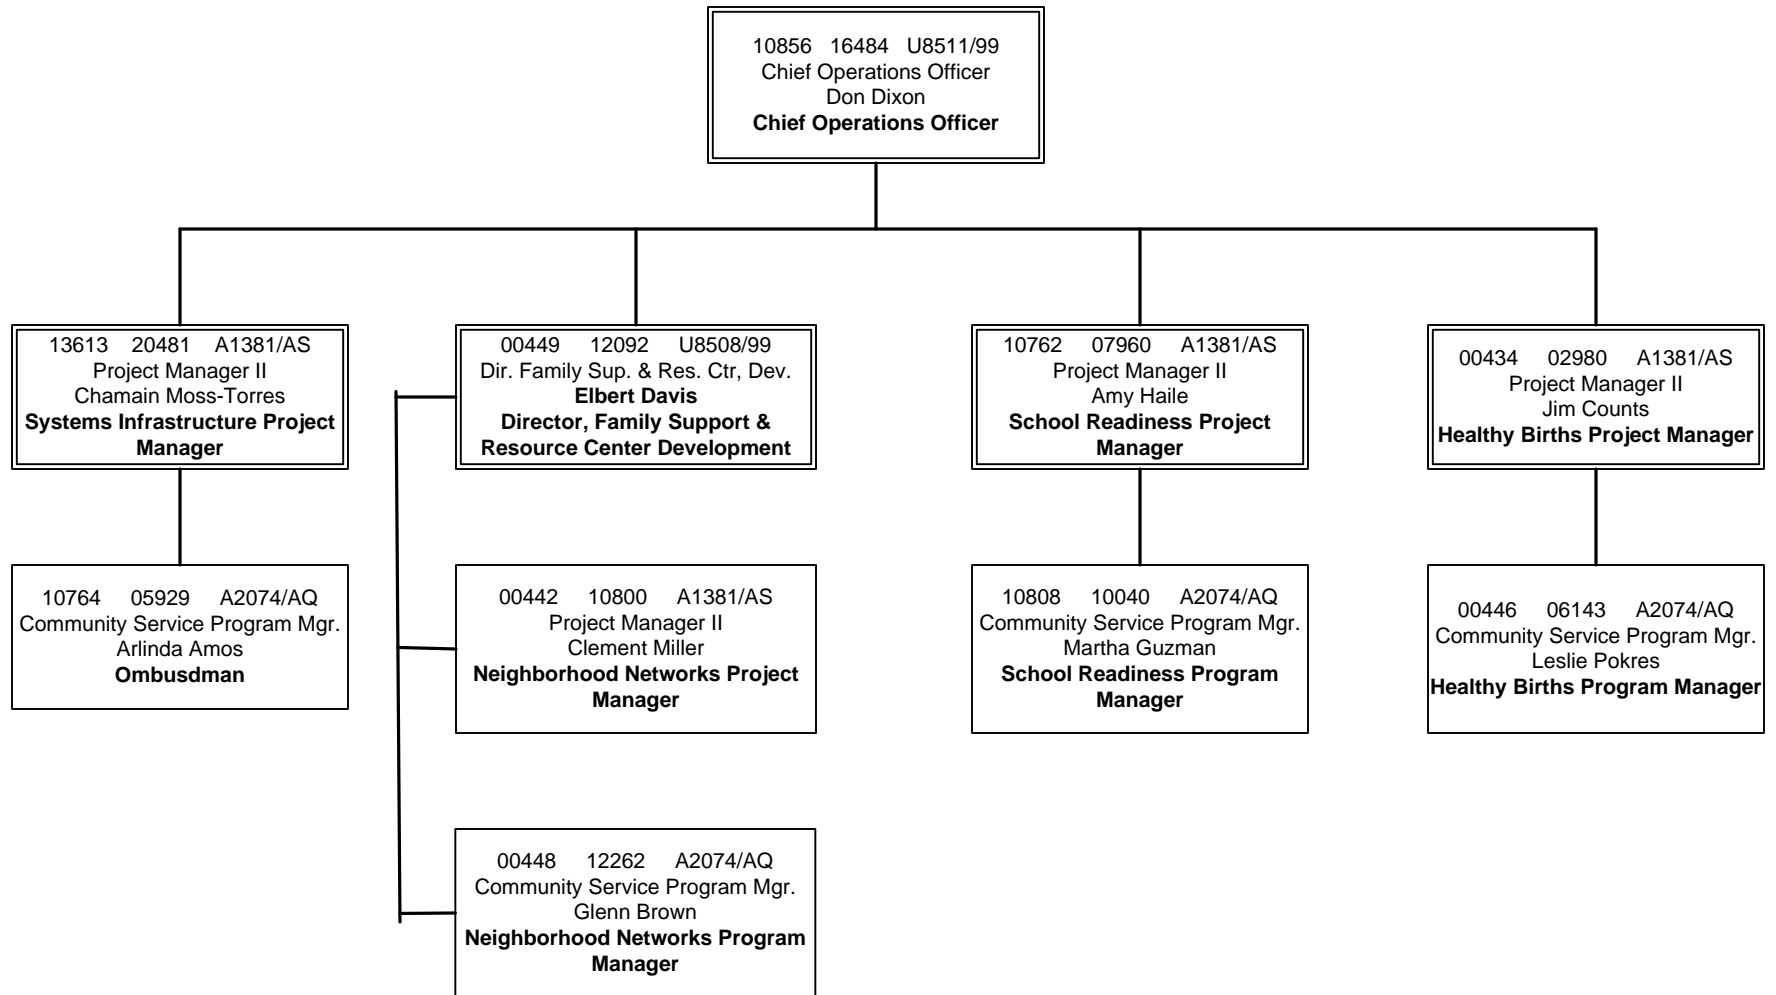 10856 16484 U8511/99
Chief Operations Officer
Don Dixon
Chief Operations Officer
13613 20481 A1381/AS
Project Manager II
Chamain Moss-Torres
Systems Infrastructure Project
Manager
00449 12092 U8508/99
Dir. Family Sup. & Res. Ctr, Dev.
Elbert Davis
Director, Family Support &
Resource Center Development
10762 07960 A1381/AS
Project Manager II
Amy Haile
School Readiness Project
Manager
00434 02980 A1381/AS
Project Manager II
Jim Counts
Healthy Births Project Manager
10764 05929 A2074/AQ
Community Service Program Mgr.
Arlinda Amos
Ombusdman
00442 10800 A1381/AS
Project Manager II
Clement Miller
Neighborhood Networks Project
Manager
10808 10040 A2074/AQ
Community Service Program Mgr.
Martha Guzman
School Readiness Program
Manager
00446 06143 A2074/AQ
Community Service Program Mgr.
Leslie Pokres
Healthy Births Program Manager
00448 12262 A2074/AQ
Community Service Program Mgr.
Glenn Brown
Neighborhood Networks Program
Manager